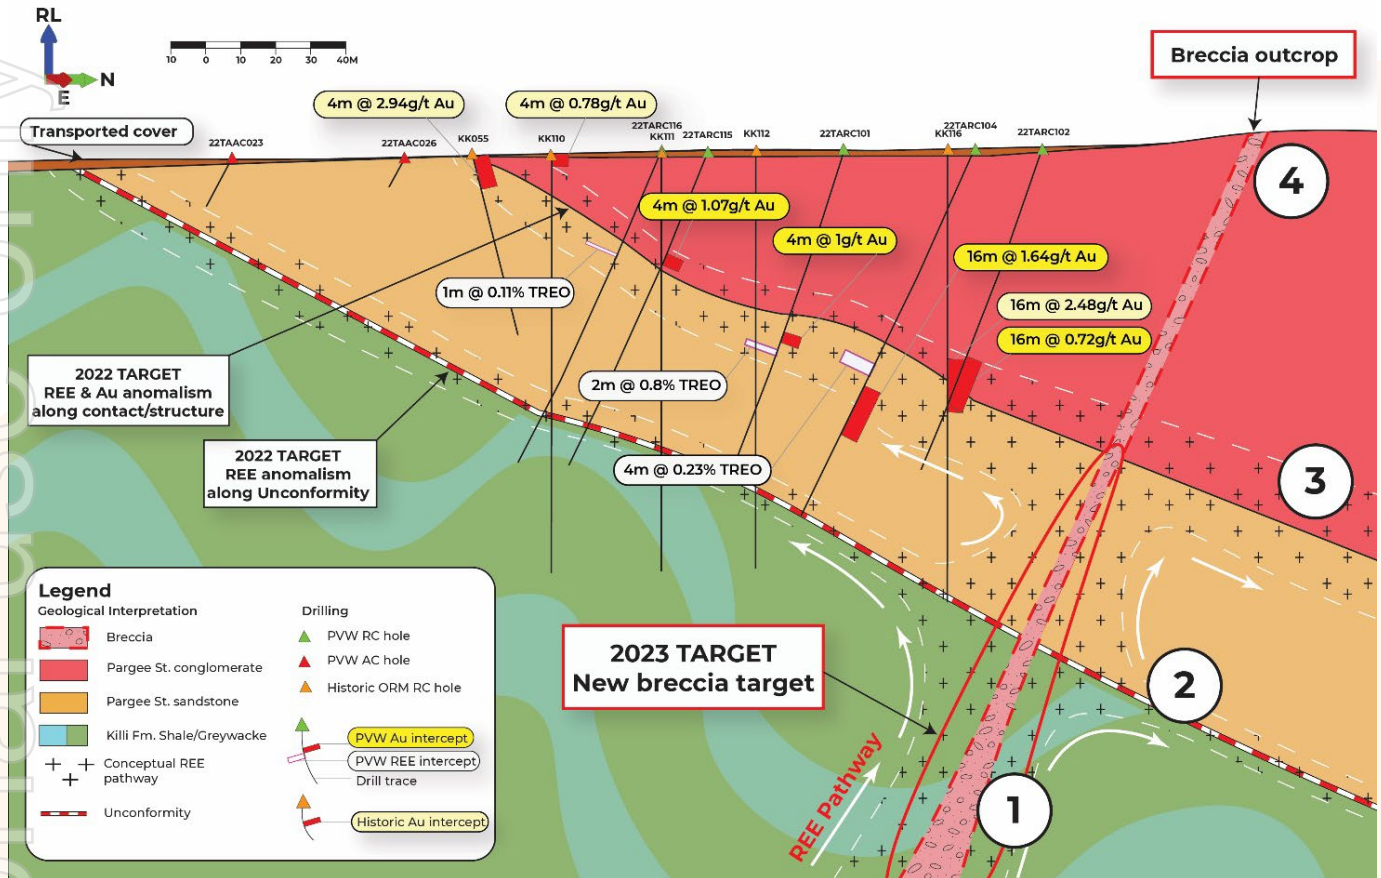 RL
N
E
10 0 10 20 30 40M
Breccia outcrop
4m @ 2.94g/t Au
4m @ 0.78g/t Au
Transported cover
22TAAC023
22TAAC026
KK055
KK110
22TARC116
KK111
22TARC115
KK112
22TARC101
22TARC104
KK116
22TARC102
4
4m @ 1.07g/t Au
4m @ 1g/t Au
16m @ 1.64g/t Au
1m @ 0.11% TREO
16m @ 2.48g/t Au
16m @ 0.72g/t Au
2022 TARGET
REE & Au anomalism
along contact/structure
2m @ 0.8% TREO
2022 TARGET
REE anomalism
along Unconformity
4m @ 0.23% TREO
3
2023 TARGET
New breccia target
2
REE Pathway
1
Legend
Geological Interpretation
Breccia
Pargee St. conglomerate
Pargee St. sandstone
Killi Fm. Shale/Greywacke
Conceptual REE
pathway
Unconformity
Drilling
PVW RC hole
PVW AC hole
Historic ORM RC hole
PVW Au intercept
PVW REE intercept
Drill trace
Historic Au intercept